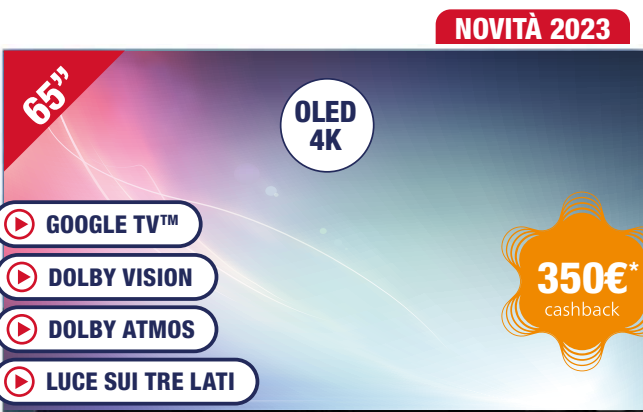 NOVITÀ 2023
65”
OLED
4K
GOOGLE TV™
DOLBY VISION
350€*
cashback
DOLBY ATMOS
LUCE SUI TRE LATI